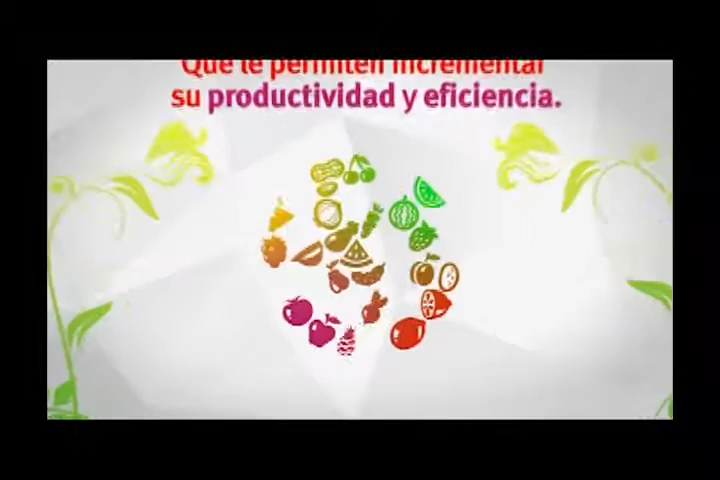 Que le permiten incrementar
su productividad y eficiencia.